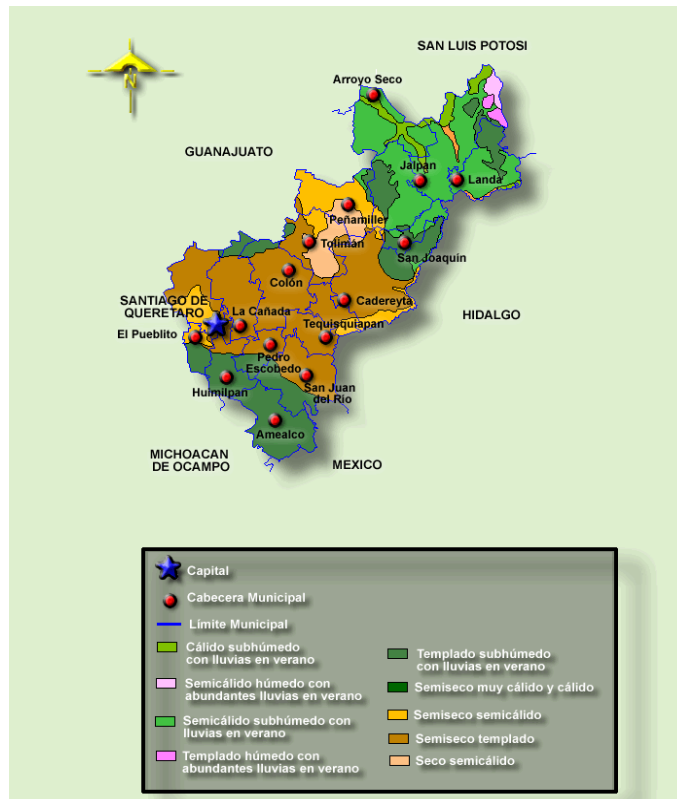 SAN LUIS POTOSI
N
Arroyo Seco
GUANAJUATO
Jalpan
Landa
Peñamiller
Tolimán
San Joaquín
Colón
SANTIAGO DE
QUERETARO
Cadereyta
La Cañada
HIDALGO
El Pueblito
Tequisquiapan
Pedro
Escobedo
Huimilpan
San Juan
del Rio
Amealco
MICHOACAN
DE OCAMPO
MEXICO
Capital
Cabecera Municipal
Límite Municipal
Cálido subhúmedo
con lluvias en verano
Semicálido húmedo con
abundantes lluvias en verano
Semicálido subhúmedo con
lluvias en verano
Templado húmedo con
abundantes lluvias en verano
Templado subhúmedo
con lluvias en verano
Semiseco muy cálido y cálido
Semiseco semicálido
Semiseco templado
Seco semicálido